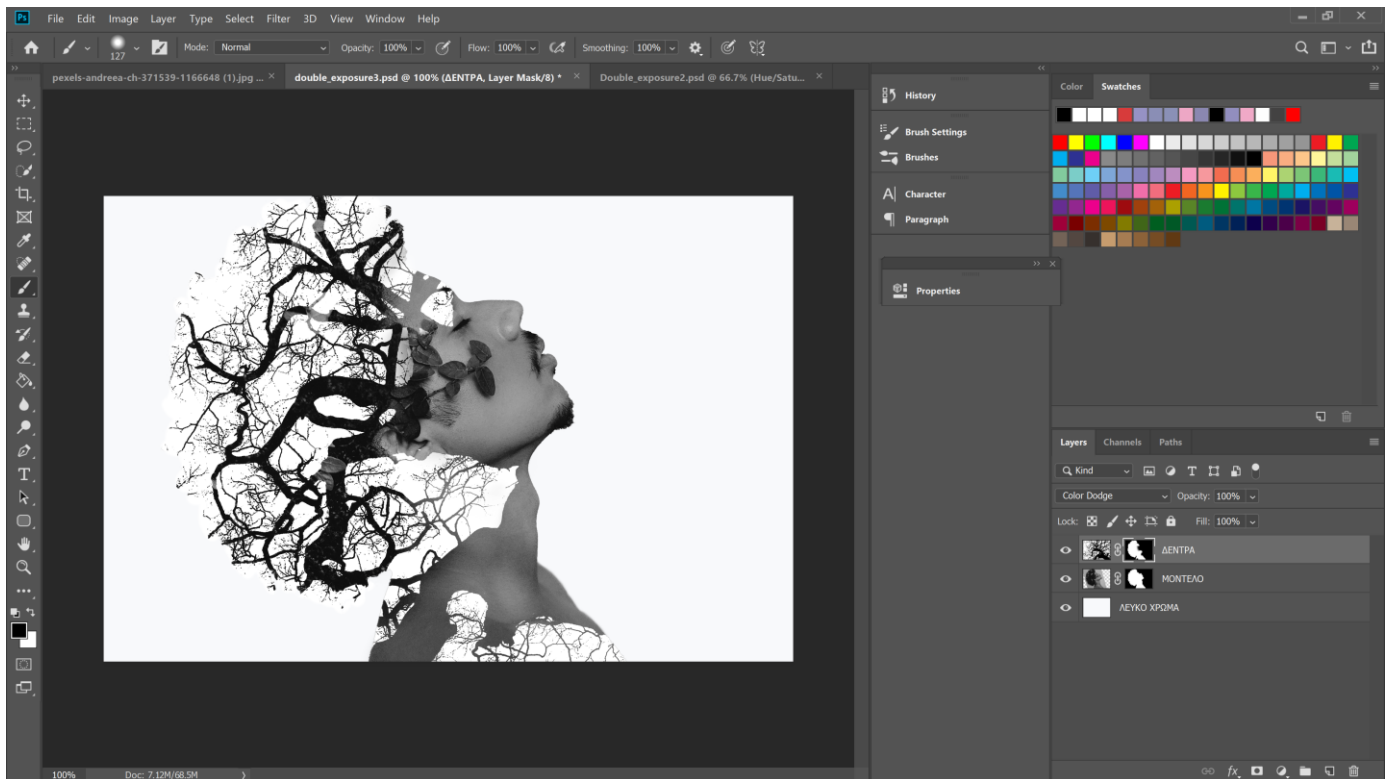 Ps File Edit Image Layer Type Select Filter 3D View Window Help
127 Mode: Normal Opacity: 100% Flow: 100% Smoothing: 100%
pexels-andreea-ch-371539-1166648 (1).jpg ... × double_exposure3.psd @ 100% (ΔΕΝΤΡΑ, Layer Mask/8) * × Double_exposure2.psd @ 66.7% (Hue/Satu... ×
History
Brush Settings
Brushes
Character
Paragraph
Properties
Color Swatches
Layers Channels Paths
Kind
Color Dodge Opacity: 100%
Lock: Fill: 100%
ΔΕΝΤΡΑ
ΜΟΝΤΕΛΟ
ΛΕΥΚΟ ΧΡΩΜΑ
100% Doc: 7.12M/68.5M